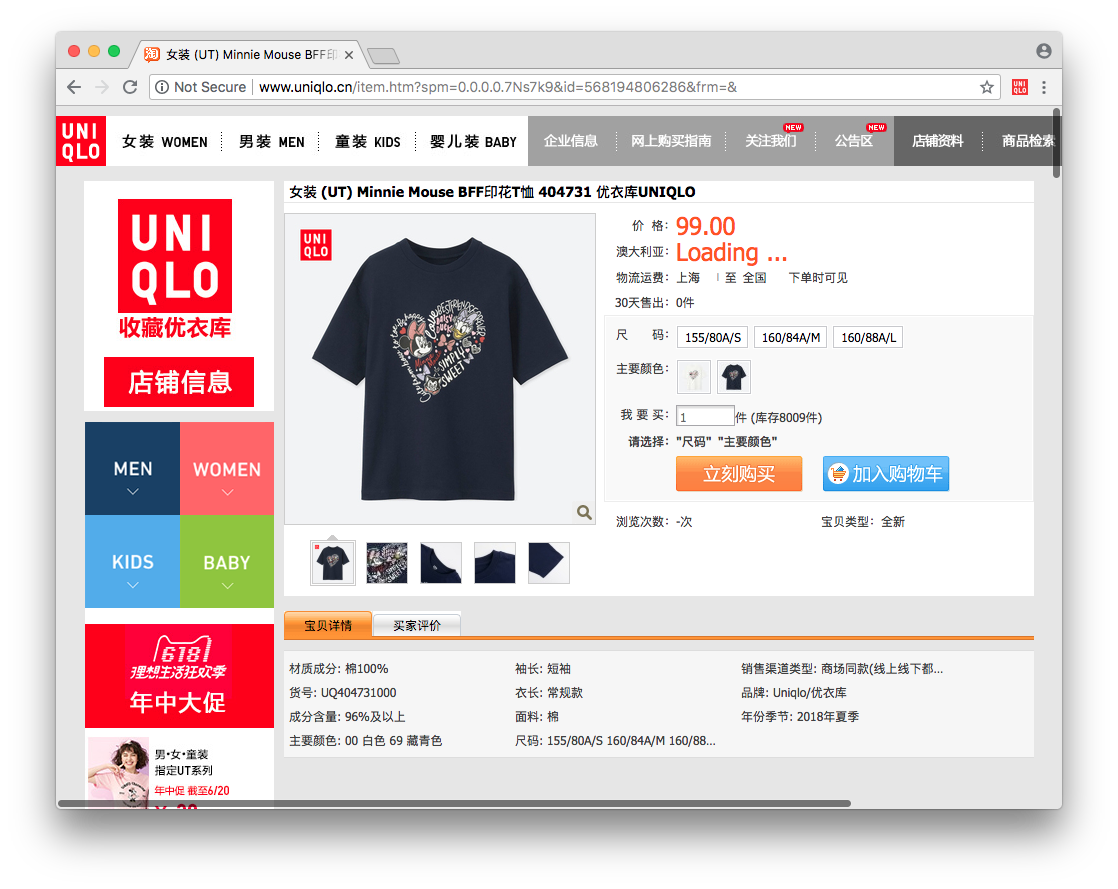 女装 (UT) Minnie Mouse BFF印
Not Secure
www.uniqlo.cn/item.htm?spm=0.0.0.0.7Ns7k9&id=568194806286&frm=&
UNI
QLO
UNI
QLO
女装 WOMEN
男装 MEN
童装 KIDS
婴儿装 BABY
企业信息
网上购买指南
关注我们
NEW
公告区
NEW
店铺资料
商品检索
UNI
QLO
收藏优衣库
店铺信息
MEN
WOMEN
KIDS
BABY
618!
理想生活狂欢季
年中大促
男•女•童装
指定UT系列
年中促 截至6/20
女装 (UT) Minnie Mouse BFF印花T恤 404731 优衣库UNIQLO
UNI
QLO
SIMPLY
SWEET
价 格: 99.00
澳大利亚: Loading ...
物流运费: 上海 至 全国 下单时可见
30天售出: 0件
尺 码: 155/80A/S 160/84A/M 160/88A/L
主要颜色:
我 要 买: 1 件 (库存8009件)
请选择: "尺码" "主要颜色"
立刻购买
加入购物车
浏览次数: -次
宝贝类型: 全新
宝贝详情
买家评价
材质成分: 棉100%
袖长: 短袖
销售渠道类型: 商场同款(线上线下都...
货号: UQ404731000
衣长: 常规款
品牌: Uniqlo/优衣库
成分含量: 96%及以上
面料: 棉
年份季节: 2018年夏季
主要颜色: 00 白色 69 藏青色
尺码: 155/80A/S 160/84A/M 160/88...